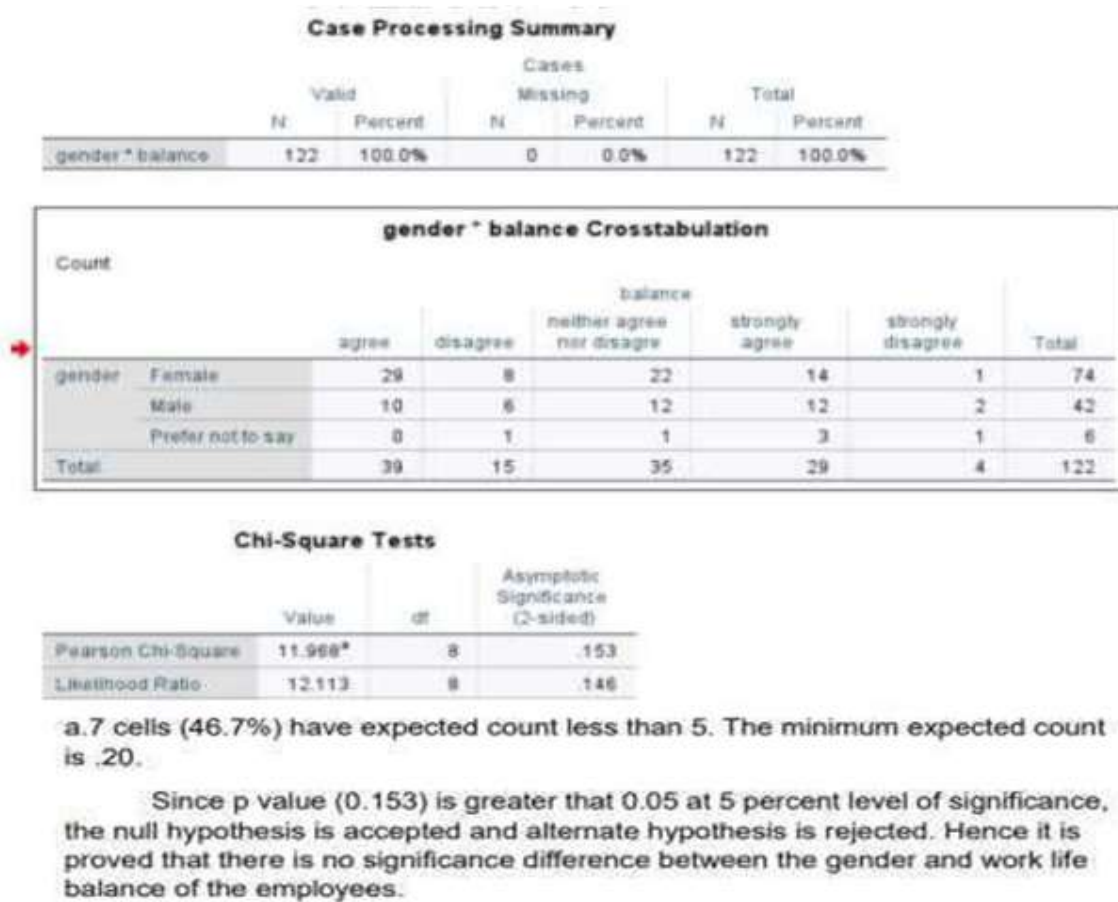 Case Processing Summary
Cases
Valid Missing Total
N Percent N Percent N Percent
gender * balance 122 100.0% 0 0.0% 122 100.0%
gender * balance Crosstabulation
Count
balance
agree disagree neither agree nor disagre strongly agree strongly disagree Total
gender Female 29 8 22 14 1 74
Male 10 6 12 12 2 42
Prefer not to say 0 1 1 3 1 6
Total 39 15 35 29 4 122
Chi-Square Tests
Value df Asymptotic Significance (2-sided)
Pearson Chi-Square 11.968ᵃ 8 .153
Likelihood Ratio 12.113 8 .146
a.7 cells (46.7%) have expected count less than 5. The minimum expected count
is .20.
Since p value (0.153) is greater that 0.05 at 5 percent level of significance,
the null hypothesis is accepted and alternate hypothesis is rejected. Hence it is
proved that there is no significance difference between the gender and work life
balance of the employees.